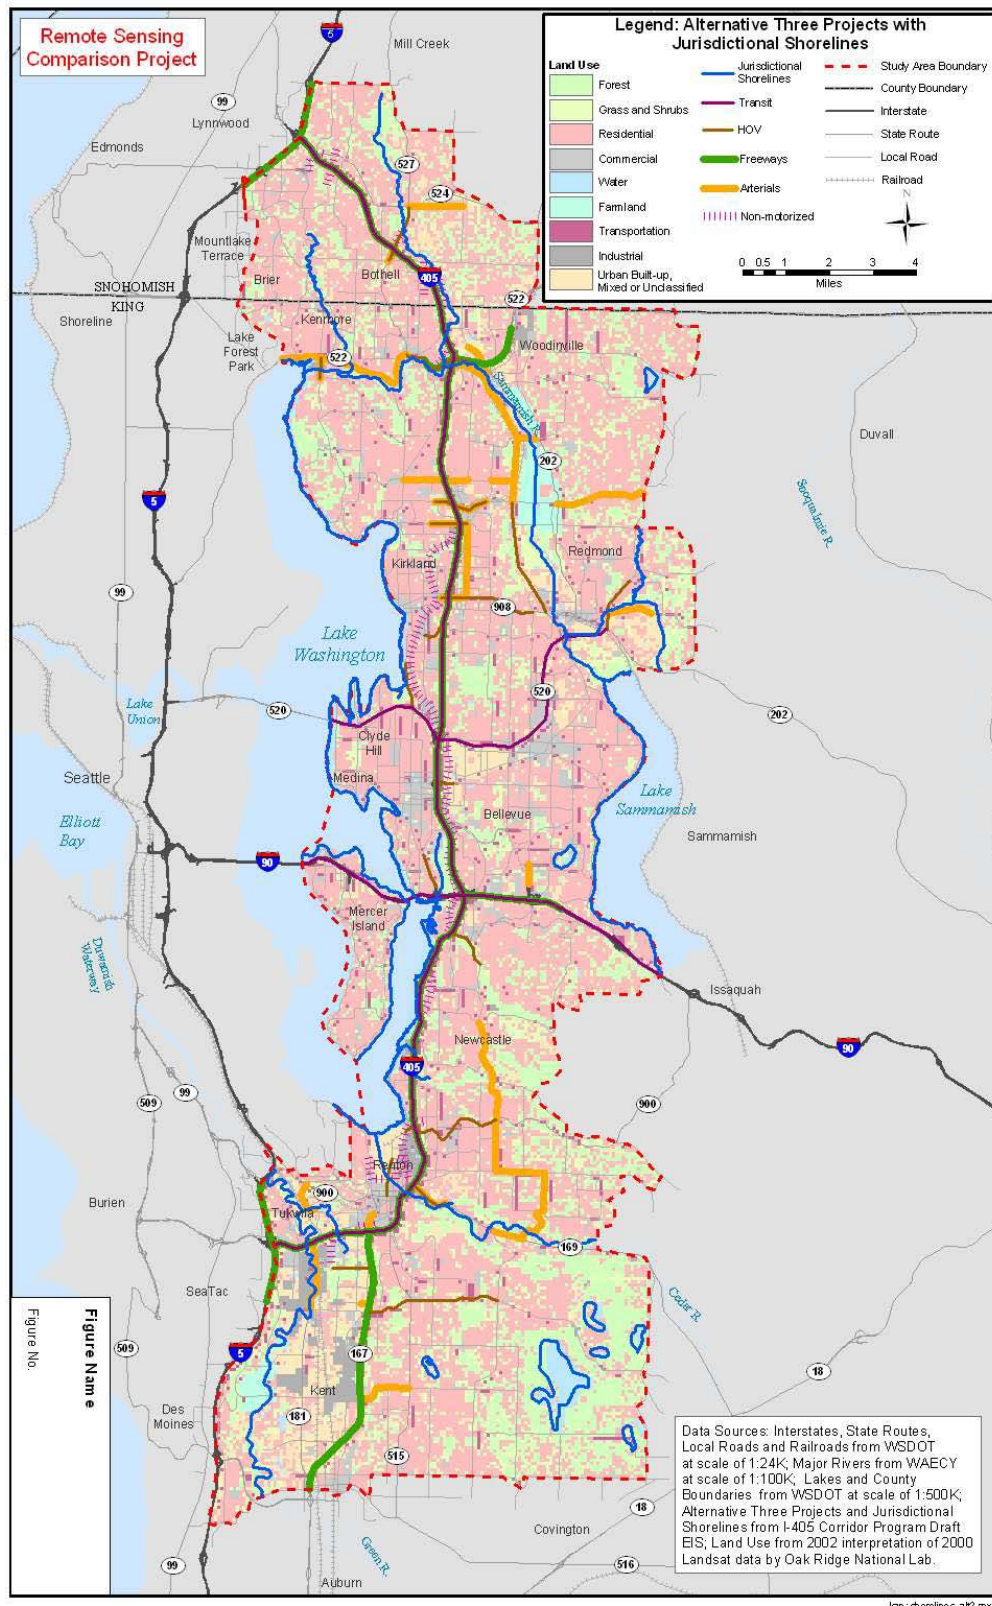 Remote Sensing
Comparison Project
Legend: Alternative Three Projects with
Jurisdictional Shorelines
Land Use
Forest
Grass and Shrubs
Residential
Commercial
Water
Farmland
Transportation
Industrial
Urban Built-up,
Mixed or Unclassified
Jurisdictional
Shorelines
Transit
HOV
Freeways
Arterials
Non-motorized
Study Area Boundary
County Boundary
Interstate
State Route
Local Road
Railroad
N
0 0.5 1 2 3 4
Miles
5
Mill Creek
99
Lynnwood
Edmonds
527
524
Mountlake
Terrace
Bothell
405
Brier
SNOHOMISH
KING
522
Shoreline
Kenmore
Lake
Forest
Park
522
Woodinville
Sammamish R.
Duvall
202
5
Snoqualmie R.
Redmond
Kirkland
99
908
Lake
Washington
520
Lake
Union
520
202
Clyde
Hill
Seattle
Medina
Lake
Sammamish
Elliott
Bay
Bellevue
Sammamish
90
Mercer
Island
Duwamish
Waterway
Issaquah
Newcastle
90
405
99
509
900
Renton
900
Burien
Tukwila
169
SeaTac
Cedar R.
509
5
167
18
Kent
Des
Moines
181
515
18
Covington
Green R.
99
516
Auburn
Figure Name
Figure No.
Data Sources: Interstates, State Routes,
Local Roads and Railroads from WSDOT
at scale of 1:24K; Major Rivers from WAECY
at scale of 1:100K; Lakes and County
Boundaries from WSDOT at scale of 1:500K;
Alternative Three Projects and Jurisdictional
Shorelines from I-405 Corridor Program Draft
EIS; Land Use from 2002 interpretation of 2000
Landsat data by Oak Ridge National Lab.